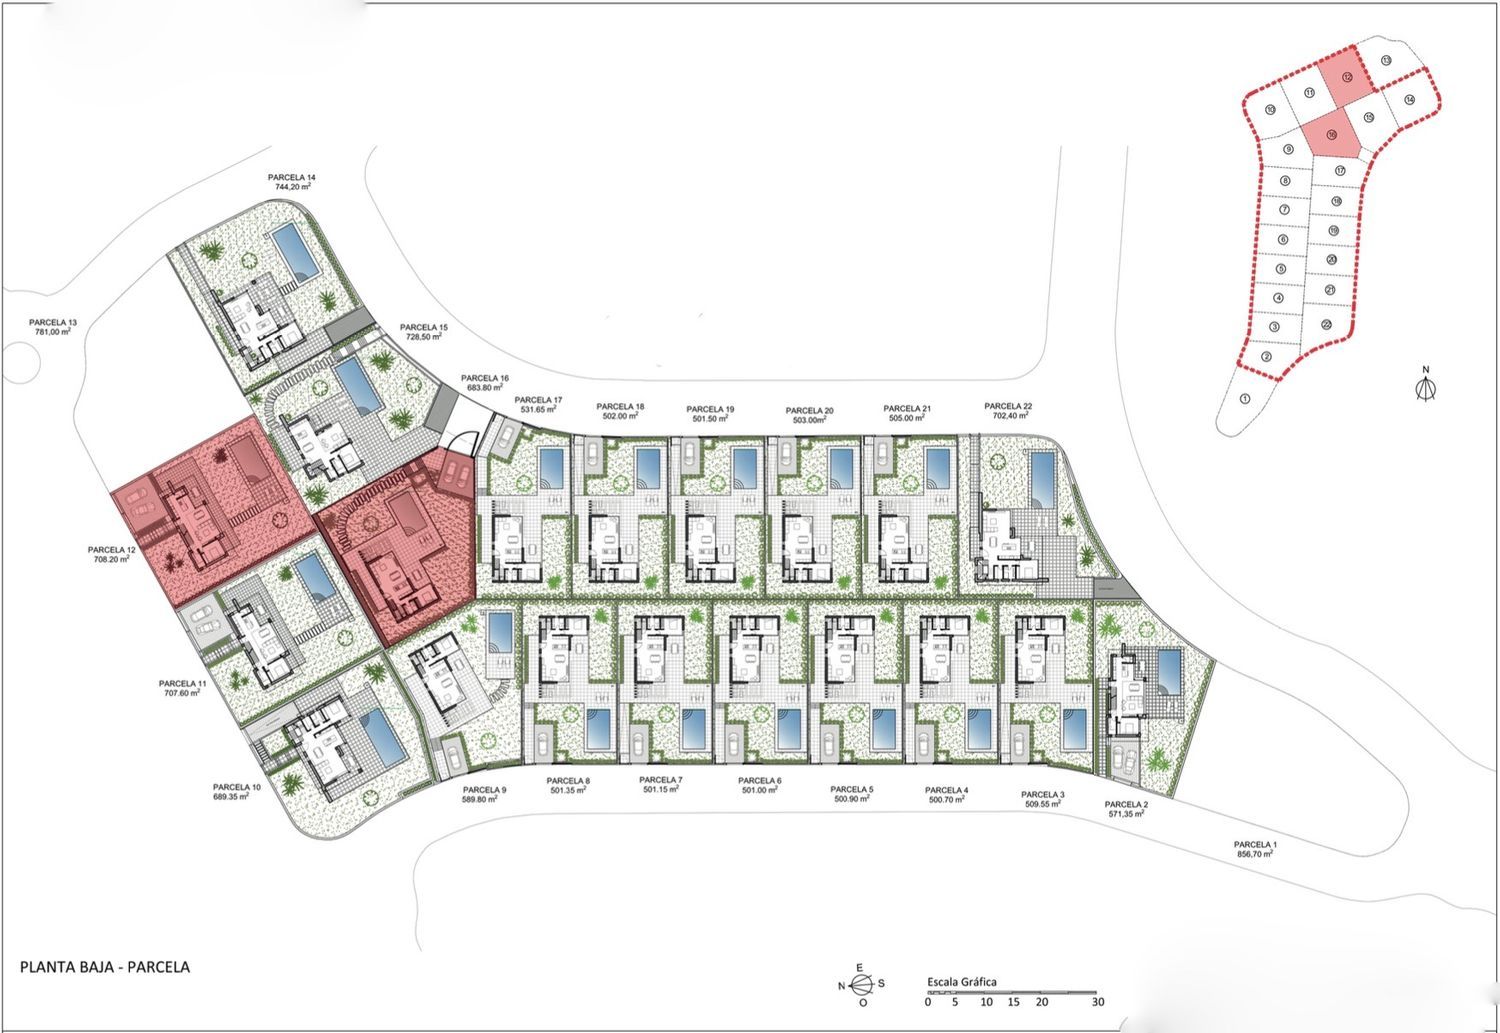 PARCELA 14
744,20 m²
PARCELA 13
781,00 m²
PARCELA 15
728,50 m²
PARCELA 16
683.80 m²
PARCELA 17
531.65 m²
PARCELA 18
502.00 m²
PARCELA 19
501.50 m²
PARCELA 20
503.00m²
PARCELA 21
505.00 m²
PARCELA 22
702,40 m²
PARCELA 12
708.20 m²
PARCELA 11
707.60 m²
PARCELA 10
689.35 m²
PARCELA 9
589.80 m²
PARCELA 8
501.35 m²
PARCELA 7
501.15 m²
PARCELA 6
501.00 m²
PARCELA 5
500.90 m²
PARCELA 4
500.70 m²
PARCELA 3
509.55 m²
PARCELA 2
571,35 m²
PARCELA 1
856,70 m²
13
12
11
10
14
15
16
9
17
8
18
7
19
6
20
5
21
4
22
3
2
1
N
PLANTA BAJA - PARCELA
E
N S
O
Escala Gráfica
0 5 10 15 20 30